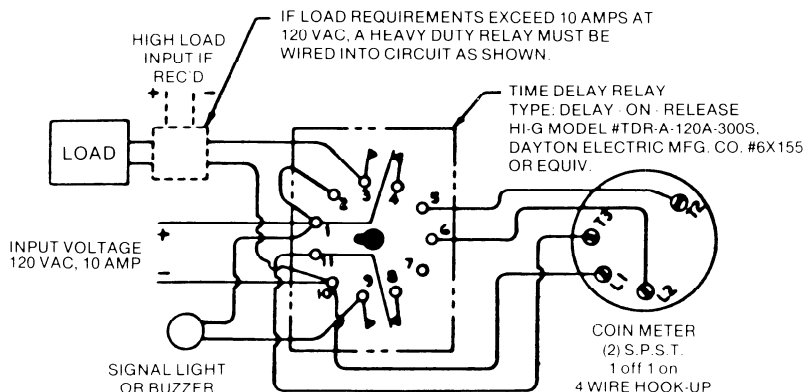 IF LOAD REQUIREMENTS EXCEED 10 AMPS AT
120 VAC, A HEAVY DUTY RELAY MUST BE
WIRED INTO CIRCUIT AS SHOWN.
HIGH LOAD
INPUT IF
REC'D
+ −
TIME DELAY RELAY
TYPE: DELAY - ON - RELEASE
HI-G MODEL #TDR-A-120A-300S,
DAYTON ELECTRIC MFG. CO. #6X155
OR EQUIV.
LOAD
1
2
3
4
5
6
7
8
9
10
11
T2
T3
L1
L2
+
INPUT VOLTAGE
120 VAC, 10 AMP
−
SIGNAL LIGHT
OR BUZZER
COIN METER
(2) S.P.S.T.
1 off 1 on
4 WIRE HOOK-UP